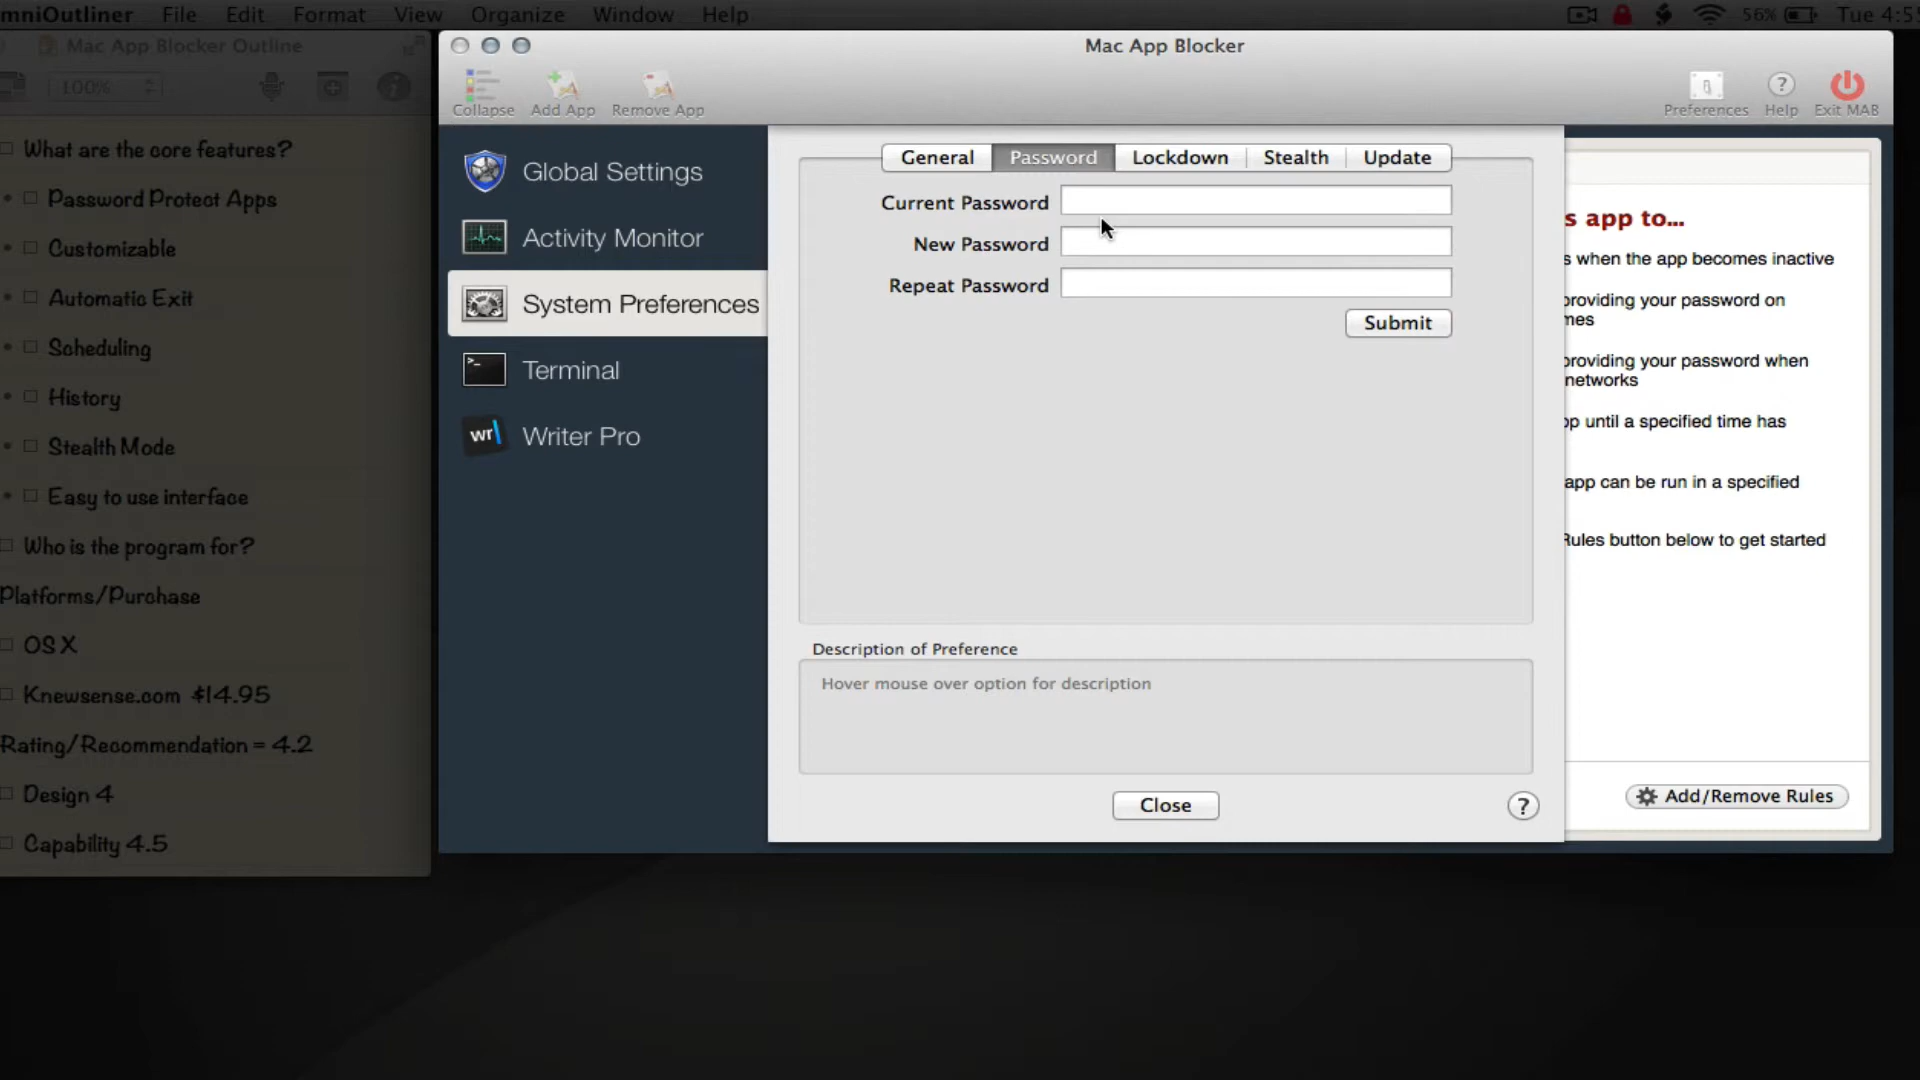 mniOutliner File Edit Format View Organize Window Help 56% Tue 4:5
Mac App Blocker Outline
100%
What are the core features?
Password Protect Apps
Customizable
Automatic Exit
Scheduling
History
Stealth Mode
Easy to use interface
Who is the program for?
Platforms/Purchase
OS X
Knewsense.com $14.95
Rating/Recommendation = 4.2
Design 4
Capability 4.5
Mac App Blocker
Collapse Add App Remove App Preferences Help Exit MAB
Global Settings
Activity Monitor
System Preferences
Terminal
wr
Writer Pro
General Password Lockdown Stealth Update
Current Password
New Password
Repeat Password
Submit
Description of Preference
Hover mouse over option for description
Close ?
s app to...
s when the app becomes inactive
providing your password on
mes
providing your password when
networks
op until a specified time has
app can be run in a specified
Rules button below to get started
Add/Remove Rules